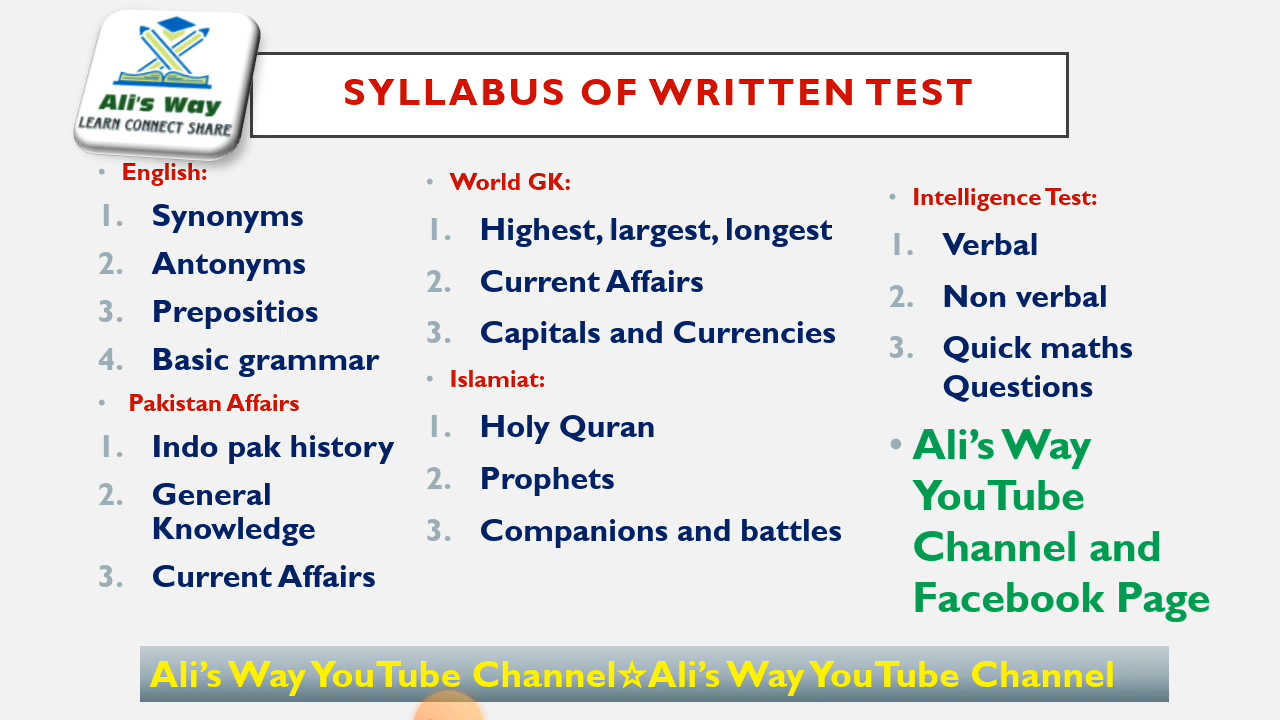 Ali's Way
LEARN CONNECT SHARE
SYLLABUS OF WRITTEN TEST
• English:
1. Synonyms
2. Antonyms
3. Prepositios
4. Basic grammar
• Pakistan Affairs
1. Indo pak history
2. General
Knowledge
3. Current Affairs
• World GK:
1. Highest, largest, longest
2. Current Affairs
3. Capitals and Currencies
• Islamiat:
1. Holy Quran
2. Prophets
3. Companions and battles
• Intelligence Test:
1. Verbal
2. Non verbal
3. Quick maths
Questions
• Ali's Way
YouTube
Channel and
Facebook Page
Ali's Way YouTube Channel☆Ali's Way YouTube Channel